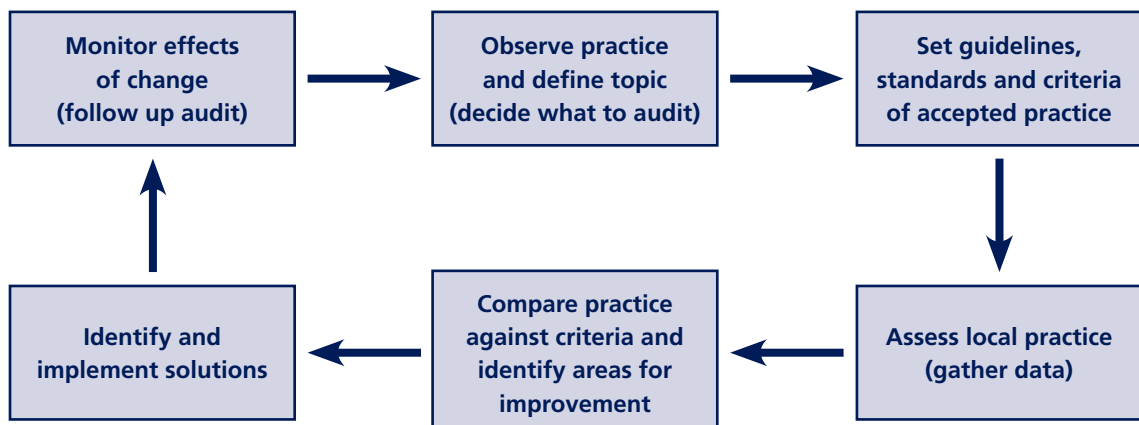 Monitor effects
of change
(follow up audit)
Observe practice
and define topic
(decide what to audit)
Set guidelines,
standards and criteria
of accepted practice
Identify and
implement solutions
Compare practice
against criteria and
identify areas for
improvement
Assess local practice
(gather data)